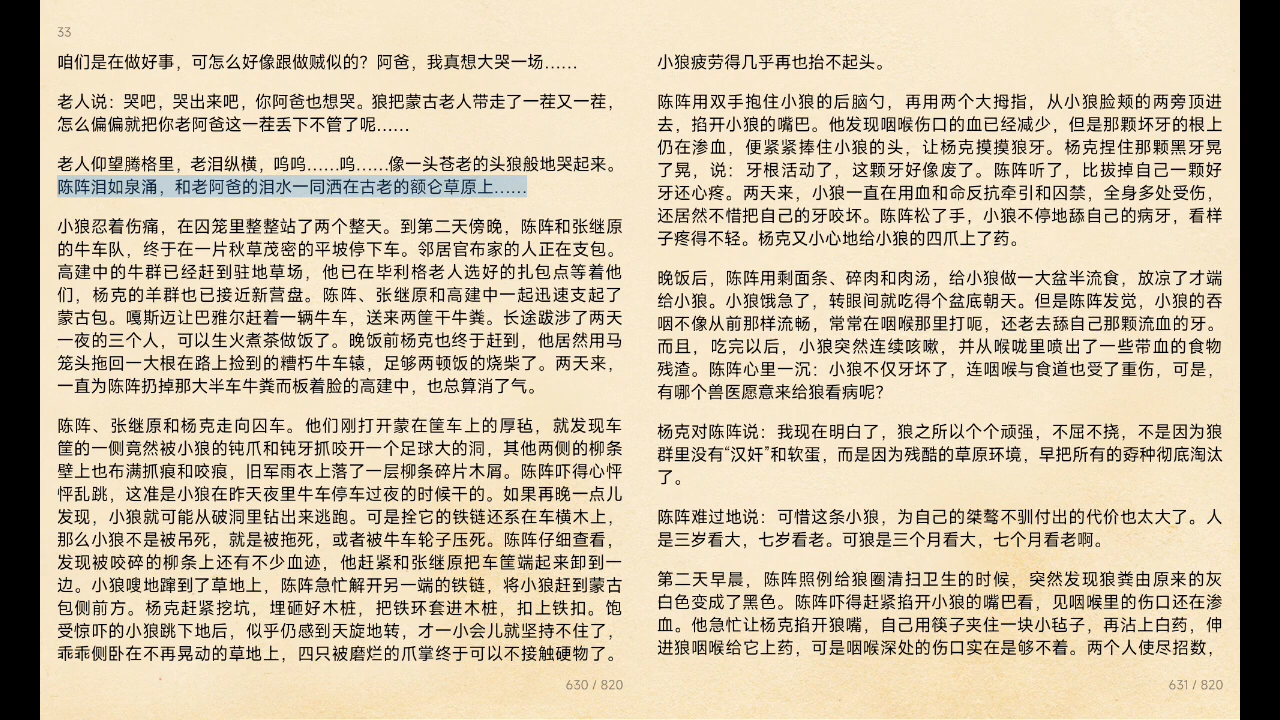 33
咱们是在做好事，可怎么好像跟做贼似的？阿爸，我真想大哭一场……
老人说：哭吧，哭出来吧，你阿爸也想哭。狼把蒙古老人带走了一茬又一茬，
怎么偏偏就把你老阿爸这一茬丢下不管了呢……
老人仰望腾格里，老泪纵横，呜呜……呜……像一头苍老的头狼般地哭起来。
陈阵泪如泉涌，和老阿爸的泪水一同洒在古老的额仑草原上……
小狼忍着伤痛，在囚笼里整整站了两个整天。到第二天傍晚，陈阵和张继原
的牛车队，终于在一片秋草茂密的平坡停下车。邻居官布家的人正在支包。
高建中的牛群已经赶到驻地草场，他已在毕利格老人选好的扎包点等着他
们，杨克的羊群也已接近新营盘。陈阵、张继原和高建中一起迅速支起了
蒙古包。嘎斯迈让巴雅尔赶着一辆牛车，送来两筐干牛粪。长途跋涉了两天
一夜的三个人，可以生火煮茶做饭了。晚饭前杨克也终于赶到，他居然用马
笼头拖回一大根在路上捡到的糟朽牛车辕，足够两顿饭的烧柴了。两天来，
一直为陈阵扔掉那大半车牛粪而板着脸的高建中，也总算消了气。
陈阵、张继原和杨克走向囚车。他们刚打开蒙在筐车上的厚毡，就发现车
筐的一侧竟然被小狼的钝爪和钝牙抓咬开一个足球大的洞，其他两侧的柳条
壁上也布满抓痕和咬痕，旧军雨衣上落了一层柳条碎片木屑。陈阵吓得心怦
怦乱跳，这准是小狼在昨天夜里牛车停车过夜的时候干的。如果再晚一点儿
发现，小狼就可能从破洞里钻出来逃跑。可是拴它的铁链还系在车横木上，
那么小狼不是被吊死，就是被拖死，或者被牛车轮子压死。陈阵仔细查看，
发现被咬碎的柳条上还有不少血迹，他赶紧和张继原把车筐端起来卸到一
边。小狼嗖地蹿到了草地上，陈阵急忙解开另一端的铁链，将小狼赶到蒙古
包侧前方。杨克赶紧挖坑，埋砸好木桩，把铁环套进木桩，扣上铁扣。饱
受惊吓的小狼跳下地后，似乎仍感到天旋地转，才一小会儿就坚持不住了，
乖乖侧卧在不再晃动的草地上，四只被磨烂的爪掌终于可以不接触硬物了。
630 / 820
小狼疲劳得几乎再也抬不起头。
陈阵用双手抱住小狼的后脑勺，再用两个大拇指，从小狼脸颊的两旁顶进
去，掐开小狼的嘴巴。他发现咽喉伤口的血已经减少，但是那颗坏牙的根上
仍在渗血，便紧紧捧住小狼的头，让杨克摸摸狼牙。杨克捏住那颗黑牙晃
了晃，说：牙根活动了，这颗牙好像废了。陈阵听了，比拔掉自己一颗好
牙还心疼。两天来，小狼一直在用血和命反抗牵引和囚禁，全身多处受伤，
还居然不惜把自己的牙咬坏。陈阵松了手，小狼不停地舔自己的病牙，看样
子疼得不轻。杨克又小心地给小狼的四爪上了药。
晚饭后，陈阵用剩面条、碎肉和肉汤，给小狼做一大盆半流食，放凉了才端
给小狼。小狼饿急了，转眼间就吃得个盆底朝天。但是陈阵发觉，小狼的吞
咽不像从前那样流畅，常常在咽喉那里打呃，还老去舔自己那颗流血的牙。
而且，吃完以后，小狼突然连续咳嗽，并从喉咙里喷出了一些带血的食物
残渣。陈阵心里一沉：小狼不仅牙坏了，连咽喉与食道也受了重伤，可是，
有哪个兽医愿意来给狼看病呢？
杨克对陈阵说：我现在明白了，狼之所以个个顽强，不屈不挠，不是因为狼
群里没有“汉奸”和软蛋，而是因为残酷的草原环境，早把所有的孬种彻底淘汰
了。
陈阵难过地说：可惜这条小狼，为自己的桀骜不驯付出的代价也太大了。人
是三岁看大，七岁看老。可狼是三个月看大，七个月看老啊。
第二天早晨，陈阵照例给狼圈清扫卫生的时候，突然发现狼粪由原来的灰
白色变成了黑色。陈阵吓得赶紧掐开小狼的嘴巴看，见咽喉里的伤口还在渗
血。他急忙让杨克掐开狼嘴，自己用筷子夹住一块小毡子，再沾上白药，伸
进狼咽喉给它上药，可是咽喉深处的伤口实在是够不着。两个人使尽招数，
631 / 820